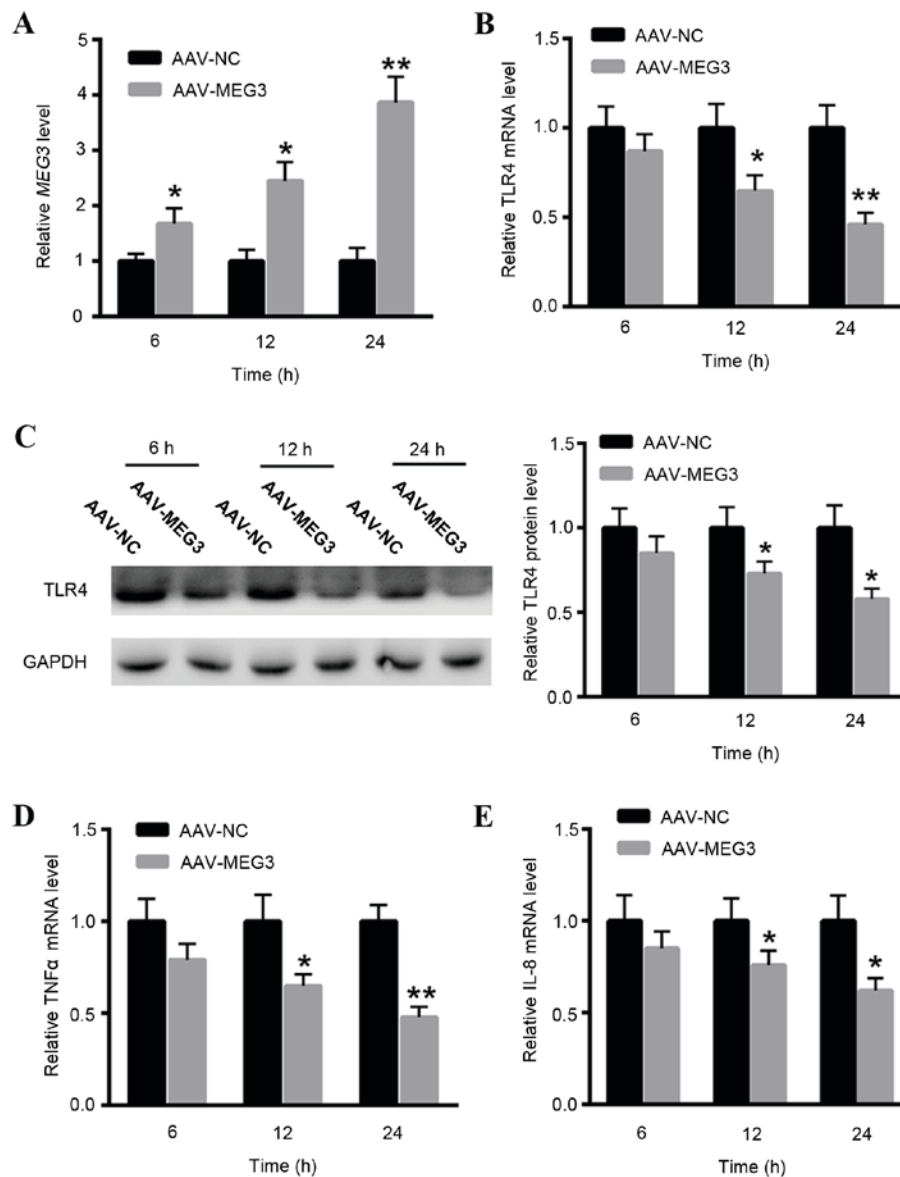 A
AAV-NC
AAV-MEG3
Relative MEG3 level
5
4
3
2
1
0
*
*
**
6
12
24
Time (h)
B
AAV-NC
AAV-MEG3
Relative TLR4 mRNA level
1.5
1.0
0.5
0.0
*
**
6
12
24
Time (h)
C
6 h
12 h
24 h
AAV-NC
AAV-MEG3
AAV-NC
AAV-MEG3
AAV-NC
AAV-MEG3
TLR4
GAPDH
AAV-NC
AAV-MEG3
Relative TLR4 protein level
1.5
1.0
0.5
0.0
*
*
6
12
24
Time (h)
D
AAV-NC
AAV-MEG3
Relative TNFα mRNA level
1.5
1.0
0.5
0.0
*
**
6
12
24
Time (h)
E
AAV-NC
AAV-MEG3
Relative IL-8 mRNA level
1.5
1.0
0.5
0.0
*
*
6
12
24
Time (h)